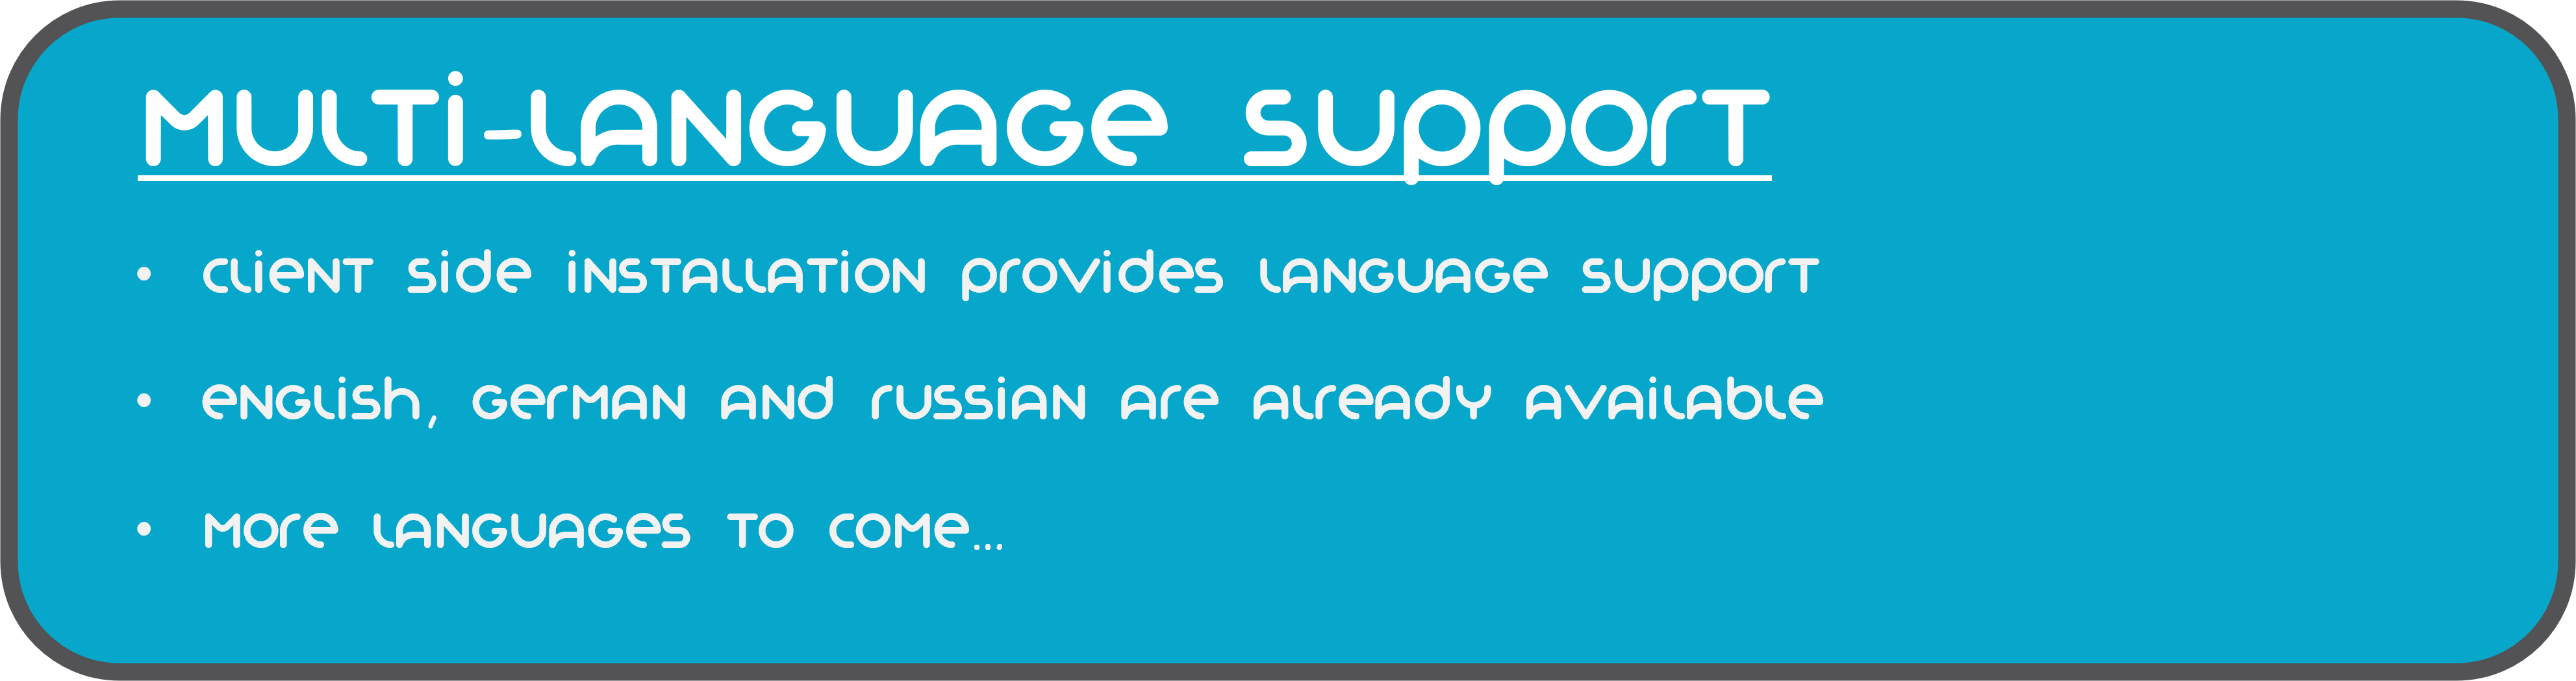 Multi-Language Support
• Client side installation provides language support
• English, German and Russian are already available
• More languages to come...